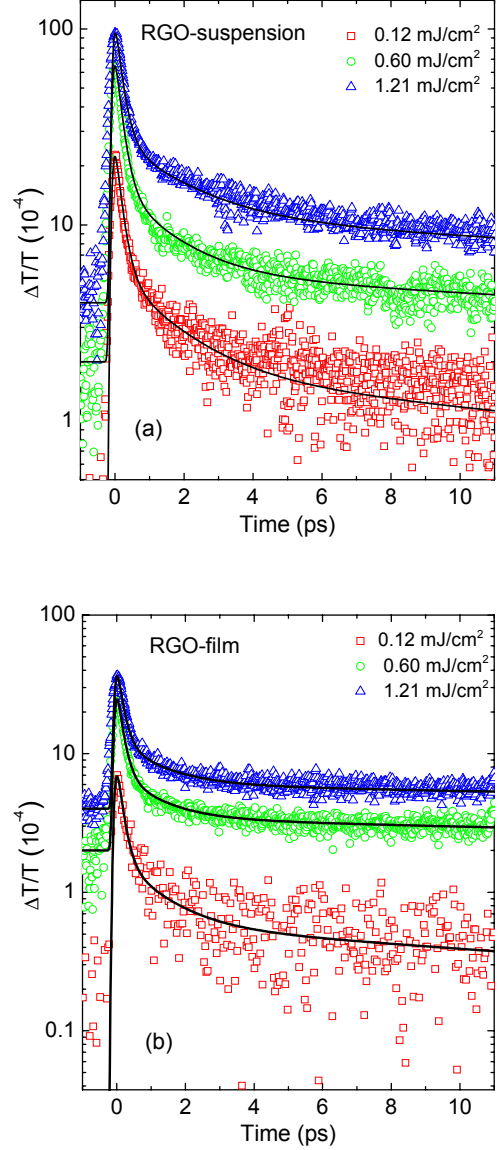 RGO-suspension
0.12 mJ/cm²
0.60 mJ/cm²
1.21 mJ/cm²
100
10
1
ΔT/T (10⁻⁴)
(a)
0 2 4 6 8 10
Time (ps)
RGO-film
0.12 mJ/cm²
0.60 mJ/cm²
1.21 mJ/cm²
100
10
1
0.1
ΔT/T (10⁻⁴)
(b)
0 2 4 6 8 10
Time (ps)